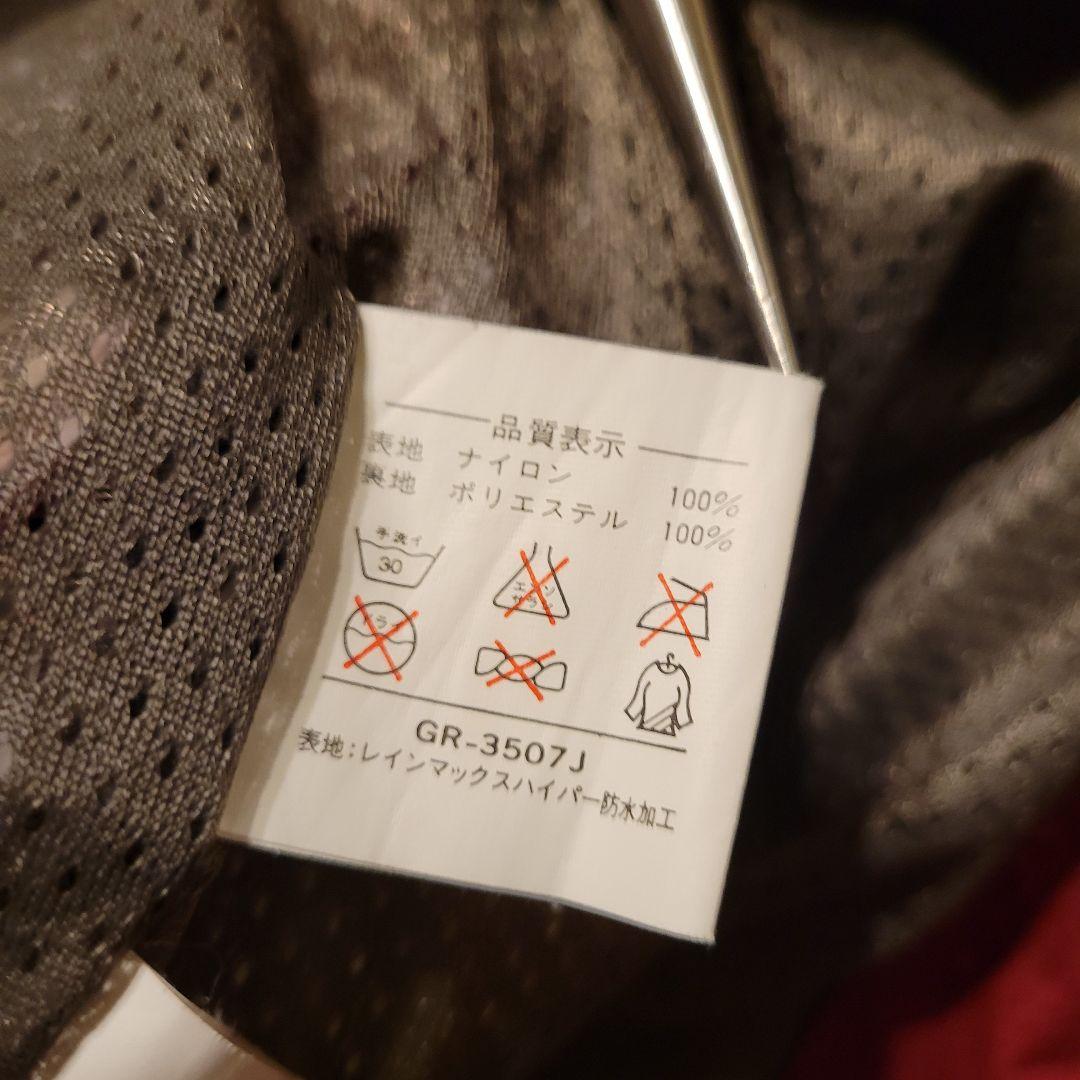 品質表示
表地 ナイロン 100%
裏地 ポリエステル 100%
手洗イ
30
GR-3507J
表地:レインマックスハイパー防水加工